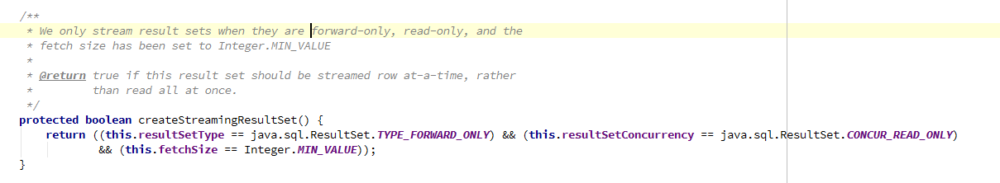 /**
 * We only stream result sets when they are forward-only, read-only, and the
 * fetch size has been set to Integer.MIN_VALUE
 *
 * @return true if this result set should be streamed row at-a-time, rather
 *         than read all at once.
 */
protected boolean createStreamingResultSet() {
    return ((this.resultSetType == java.sql.ResultSet.TYPE_FORWARD_ONLY) && (this.resultSetConcurrency == java.sql.ResultSet.CONCUR_READ_ONLY)
            && (this.fetchSize == Integer.MIN_VALUE));
}